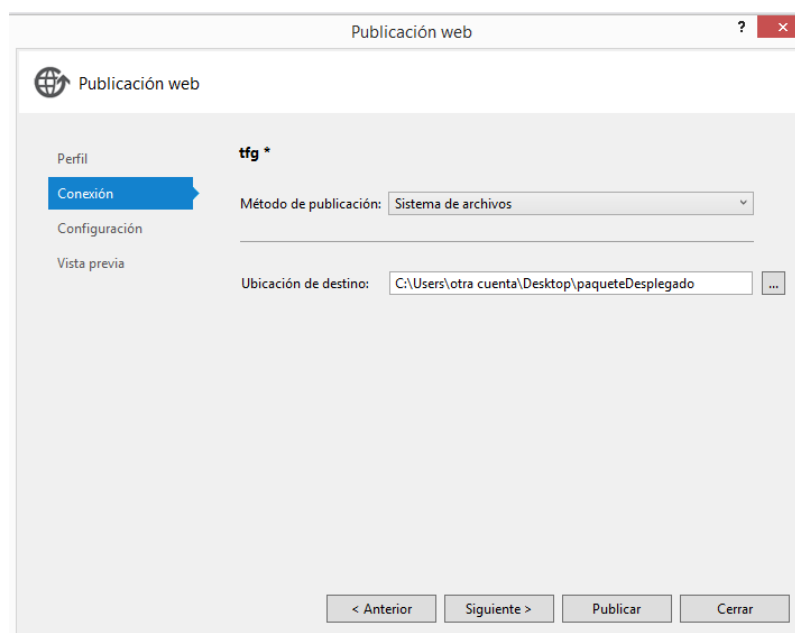 Publicación web
?
×
Publicación web
Perfil
Conexión
Configuración
Vista previa
tfg *
Método de publicación: Sistema de archivos
Ubicación de destino: C:\Users\otra cuenta\Desktop\paqueteDesplegado
...
< Anterior
Siguiente >
Publicar
Cerrar